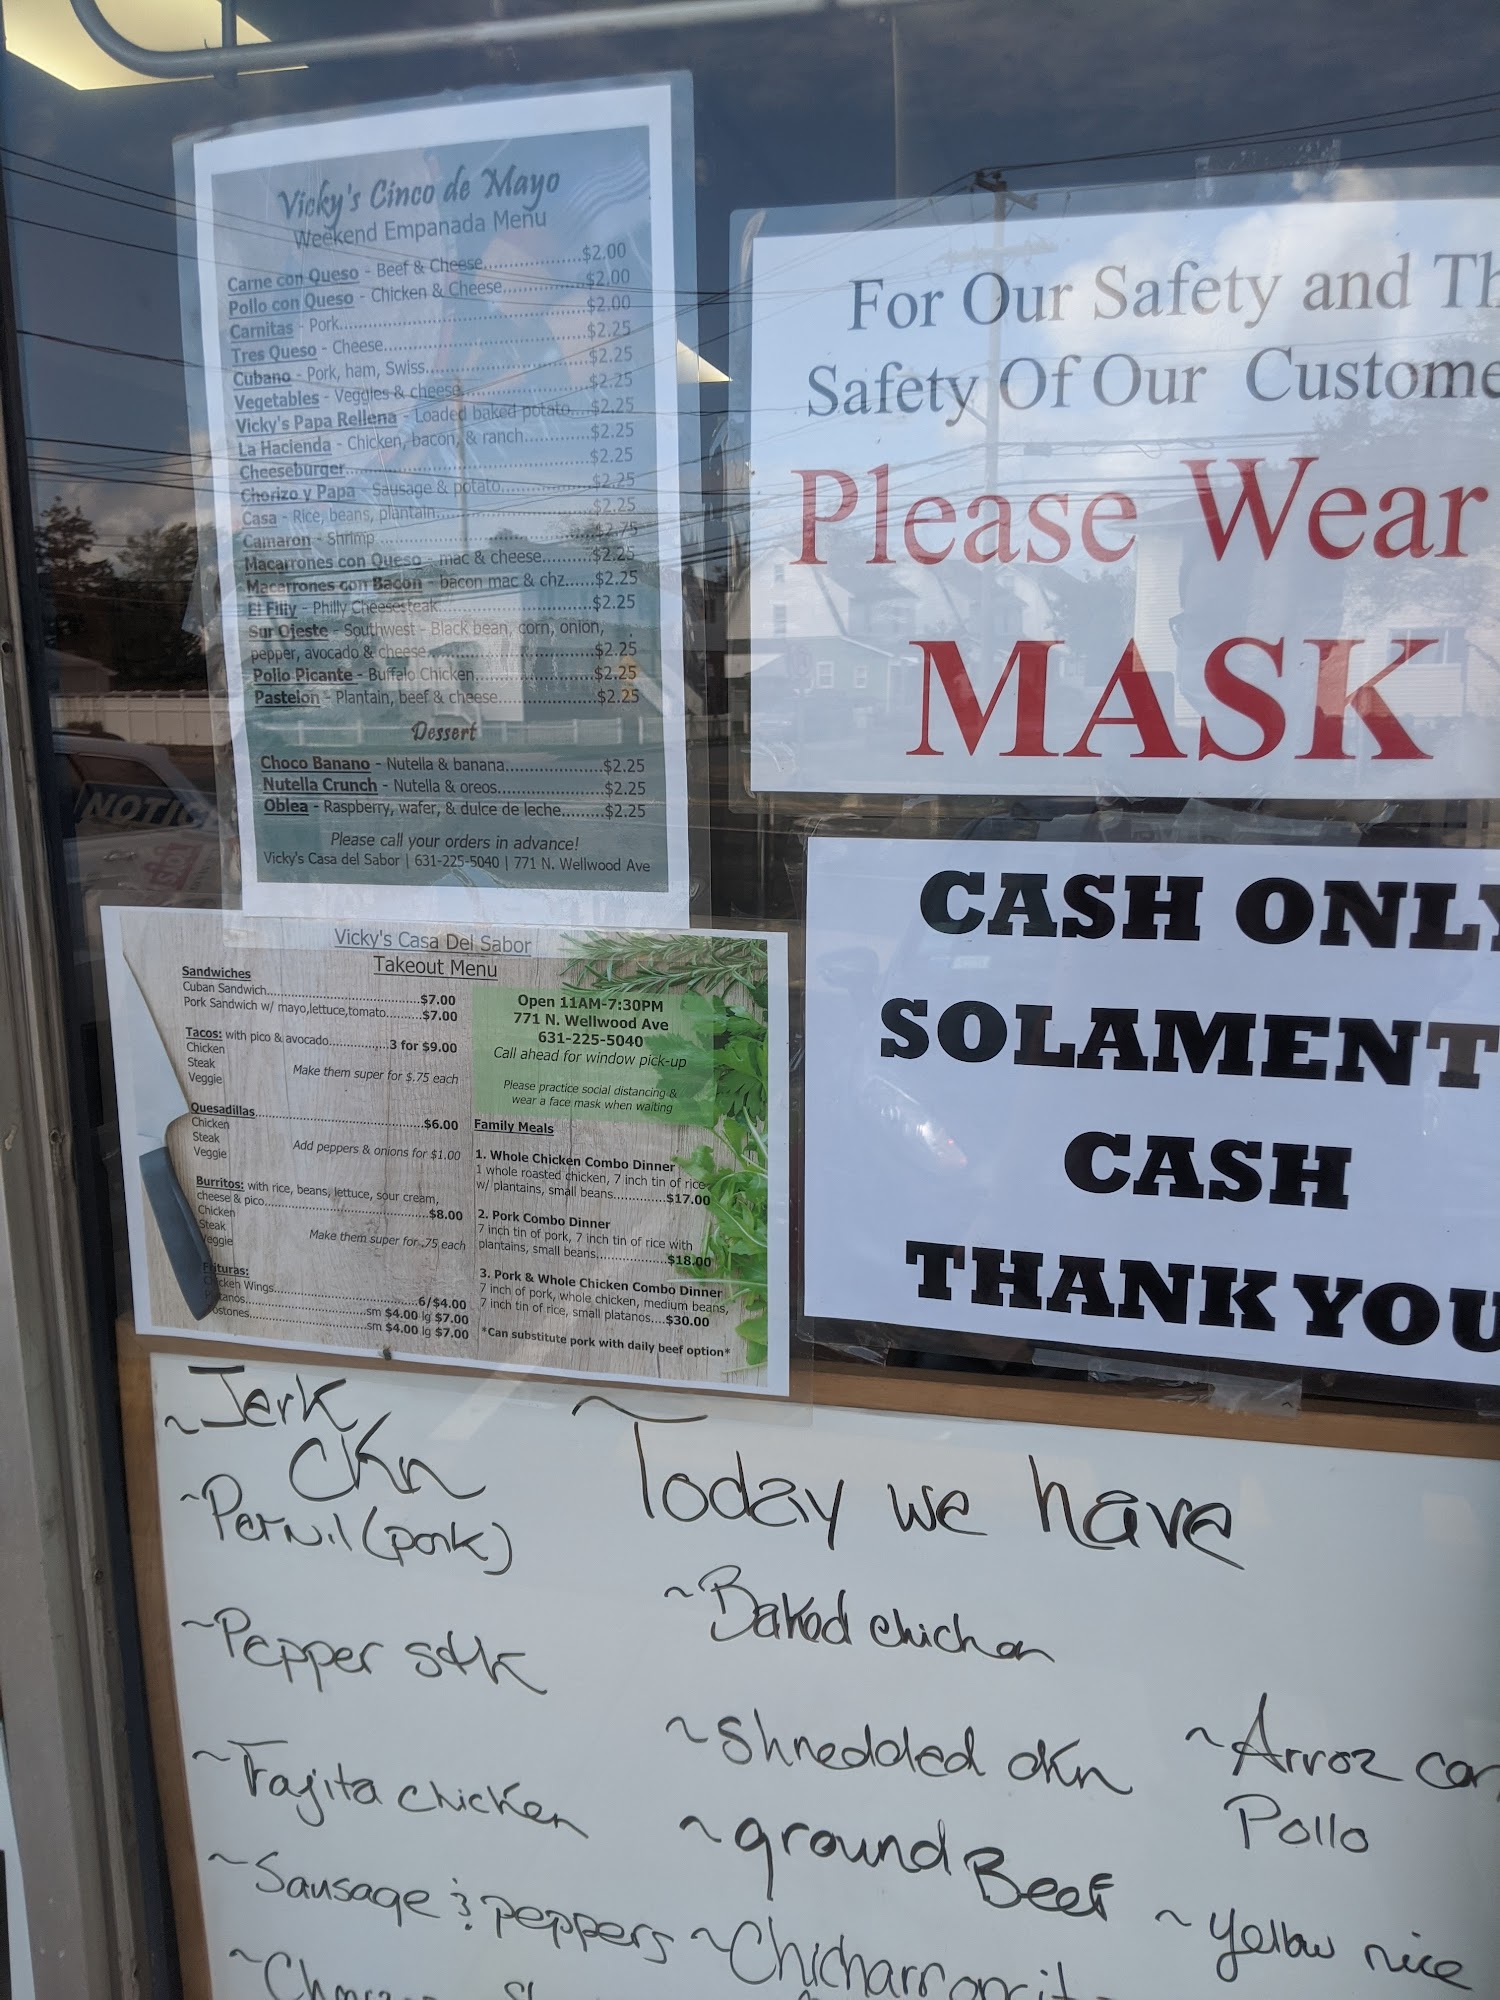 Vicky's Cinco de Mayo
Weekend Empanada Menu
Carne con Queso - Beef & Cheese..................$2.00
Pollo con Queso - Chicken & Cheese...............$2.00
Carnitas - Pork..................$2.00
Tres Queso - Cheese..................$2.25
Cubano - Pork, ham, Swiss..................$2.25
Vegetables - Veggies & cheese..................$2.25
Vicky's Papa Rellena - Loaded baked potato....$2.25
La Hacienda - Chicken, bacon, & ranch............$2.25
Cheeseburger..................$2.25
Chorizo y Papa - Sausage & potato...............$2.25
Casa - Rice, beans, plantain..................$2.25
Camaron - Shrimp..................$2.75
Macarrones con Queso - mac & cheese..........$2.25
Macarrones con Bacon - bacon mac & chz......$2.25
El Filly - Philly Cheesesteak..................$2.25
Sur Ojeste - Southwest - Black bean, corn, onion,
pepper, avocado & cheese..................$2.25
Pollo Picante - Buffalo Chicken..................$2.25
Pastelon - Plantain, beef & cheese..................$2.25
Dessert
Choco Banano - Nutella & banana..................$2.25
Nutella Crunch - Nutella & oreos..................$2.25
Oblea - Raspberry, wafer, & dulce de leche.........$2.25
Please call your orders in advance!
Vicky's Casa del Sabor | 631-225-5040 | 771 N. Wellwood Ave
For Our Safety and Th
Safety Of Our Custome
Please Wear
MASK
CASH ONLY
SOLAMENT
CASH
THANK YOU
NOTIC
Vicky's Casa Del Sabor
Takeout Menu
Sandwiches
Cuban Sandwich..................$7.00
Pork Sandwich w/ mayo,lettuce,tomato..........$7.00
Tacos: with pico & avocado...............3 for $9.00
Chicken
Steak
Make them super for $.75 each
Veggie
Quesadillas..................$6.00
Chicken
Steak
Add peppers & onions for $1.00
Veggie
Burritos: with rice, beans, lettuce, sour cream,
cheese & pico..................$8.00
Chicken
Steak
Make them super for .75 each
Veggie
Frituras:
Chicken Wings..................6/$4.00
Platanos..................sm $4.00 lg $7.00
Tostones..................sm $4.00 lg $7.00
Open 11AM-7:30PM
771 N. Wellwood Ave
631-225-5040
Call ahead for window pick-up
Please practice social distancing &
wear a face mask when waiting
Family Meals
1. Whole Chicken Combo Dinner
1 whole roasted chicken, 7 inch tin of rice
w/ plantains, small beans..................$17.00
2. Pork Combo Dinner
7 inch tin of pork, 7 inch tin of rice with
plantains, small beans..................$18.00
3. Pork & Whole Chicken Combo Dinner
7 inch of pork, whole chicken, medium beans,
7 inch tin of rice, small platanos....$30.00
*Can substitute pork with daily beef option*
~Jerk
Ckn
~Pernil (pork)
~Pepper stk
~Fajita chicken
~Sausage & peppers
~Today we have
~Baked chicken
~shredded ckn
~ground Beef
~Arroz con
Pollo
~yellow rice